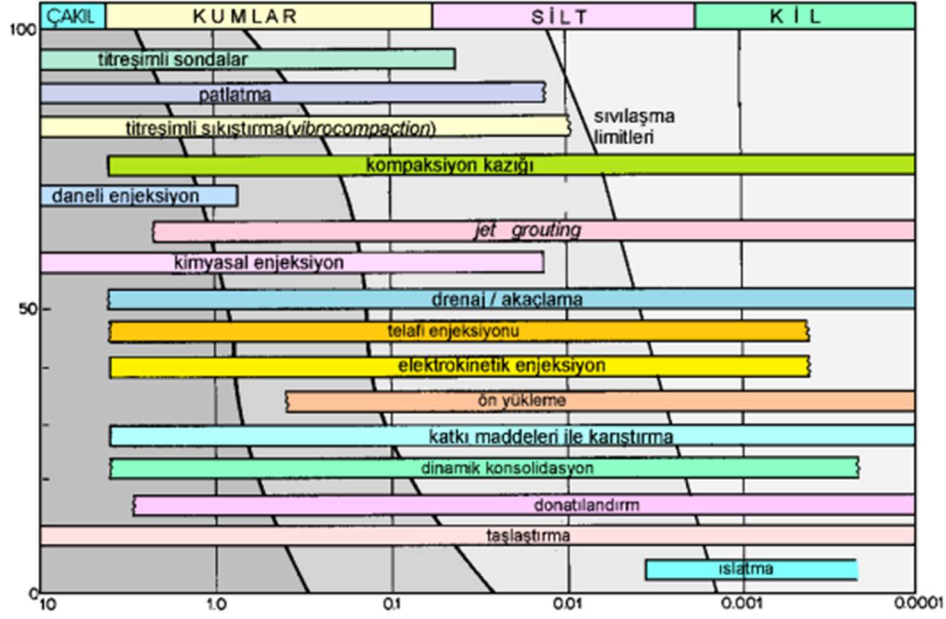 ÇAKIL KUMLAR SİLT KİL
100
titreşimli sondalar
patlatma
titreşimli sıkıştırma(vibrocompaction)
sıvılaşma
limitleri
kompaksiyon kazığı
daneli enjeksiyon
jet grouting
kimyasal enjeksiyon
50
drenaj / akaçlama
telafi enjeksiyonu
elektrokinetik enjeksiyon
ön yükleme
katkı maddeleri ile karıştırma
dinamik konsolidasyon
donatılandırm
taşlaştırma
ıslatma
0
10 1.0 0.1 0.01 0.001 0.0001